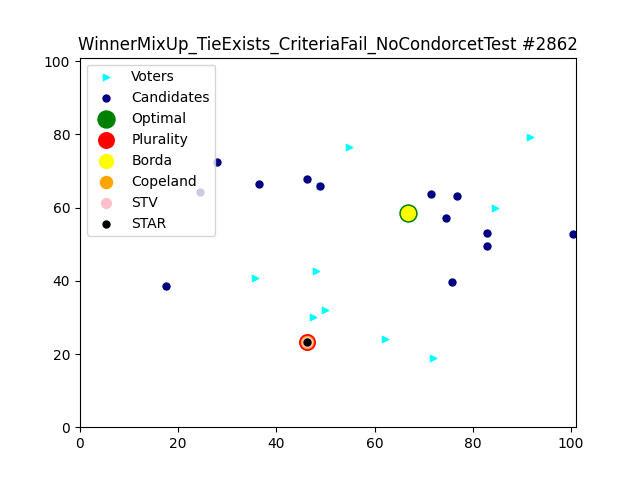 WinnerMixUp_TieExists_CriteriaFail_NoCondorcetTest #2862
100
80
60
40
20
0
Voters
Candidates
Optimal
Plurality
Borda
Copeland
STV
STAR
0 20 40 60 80 100